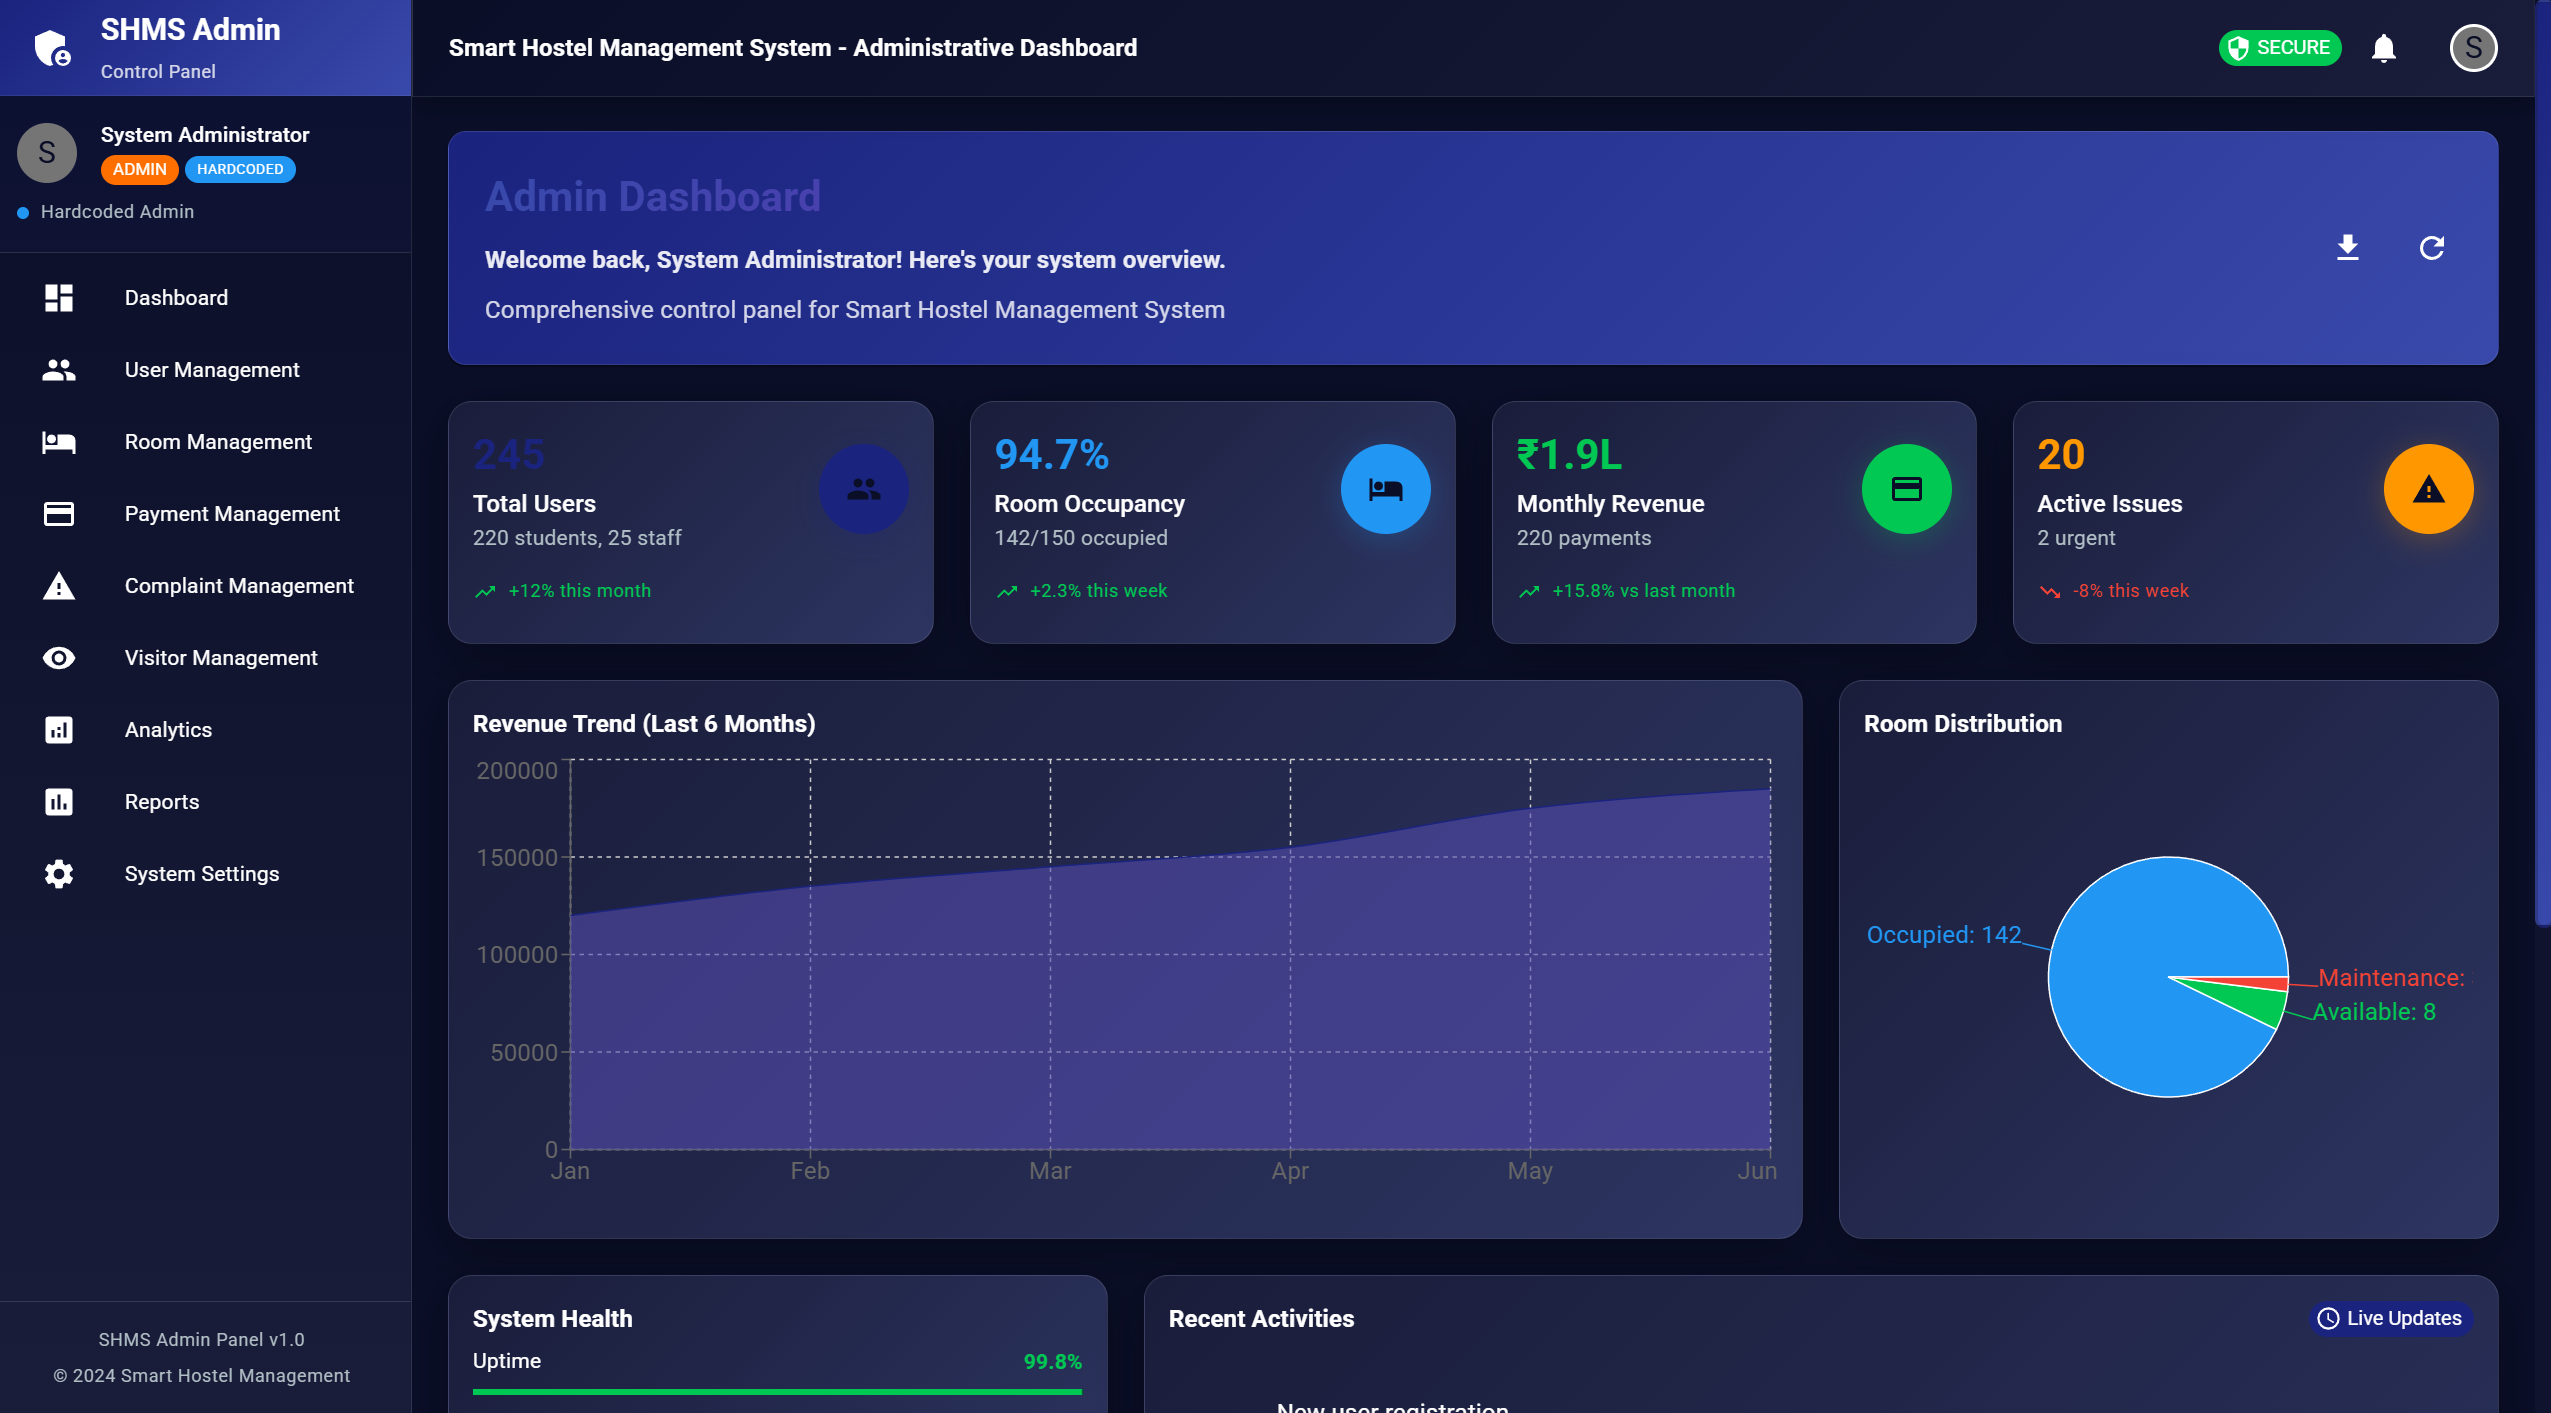 SHMS Admin
Control Panel
S
System Administrator
ADMIN
HARDCODED
Hardcoded Admin
Dashboard
User Management
Room Management
Payment Management
Complaint Management
Visitor Management
Analytics
Reports
System Settings
SHMS Admin Panel v1.0
© 2024 Smart Hostel Management
Smart Hostel Management System - Administrative Dashboard
SECURE
S
Admin Dashboard
Welcome back, System Administrator! Here's your system overview.
Comprehensive control panel for Smart Hostel Management System
245
Total Users
220 students, 25 staff
+12% this month
94.7%
Room Occupancy
142/150 occupied
+2.3% this week
₹1.9L
Monthly Revenue
220 payments
+15.8% vs last month
20
Active Issues
2 urgent
-8% this week
Revenue Trend (Last 6 Months)
200000
150000
100000
50000
0
Jan
Feb
Mar
Apr
May
Jun
Room Distribution
Occupied: 142
Maintenance:
Available: 8
System Health
Uptime
99.8%
Recent Activities
Live Updates
New user registration